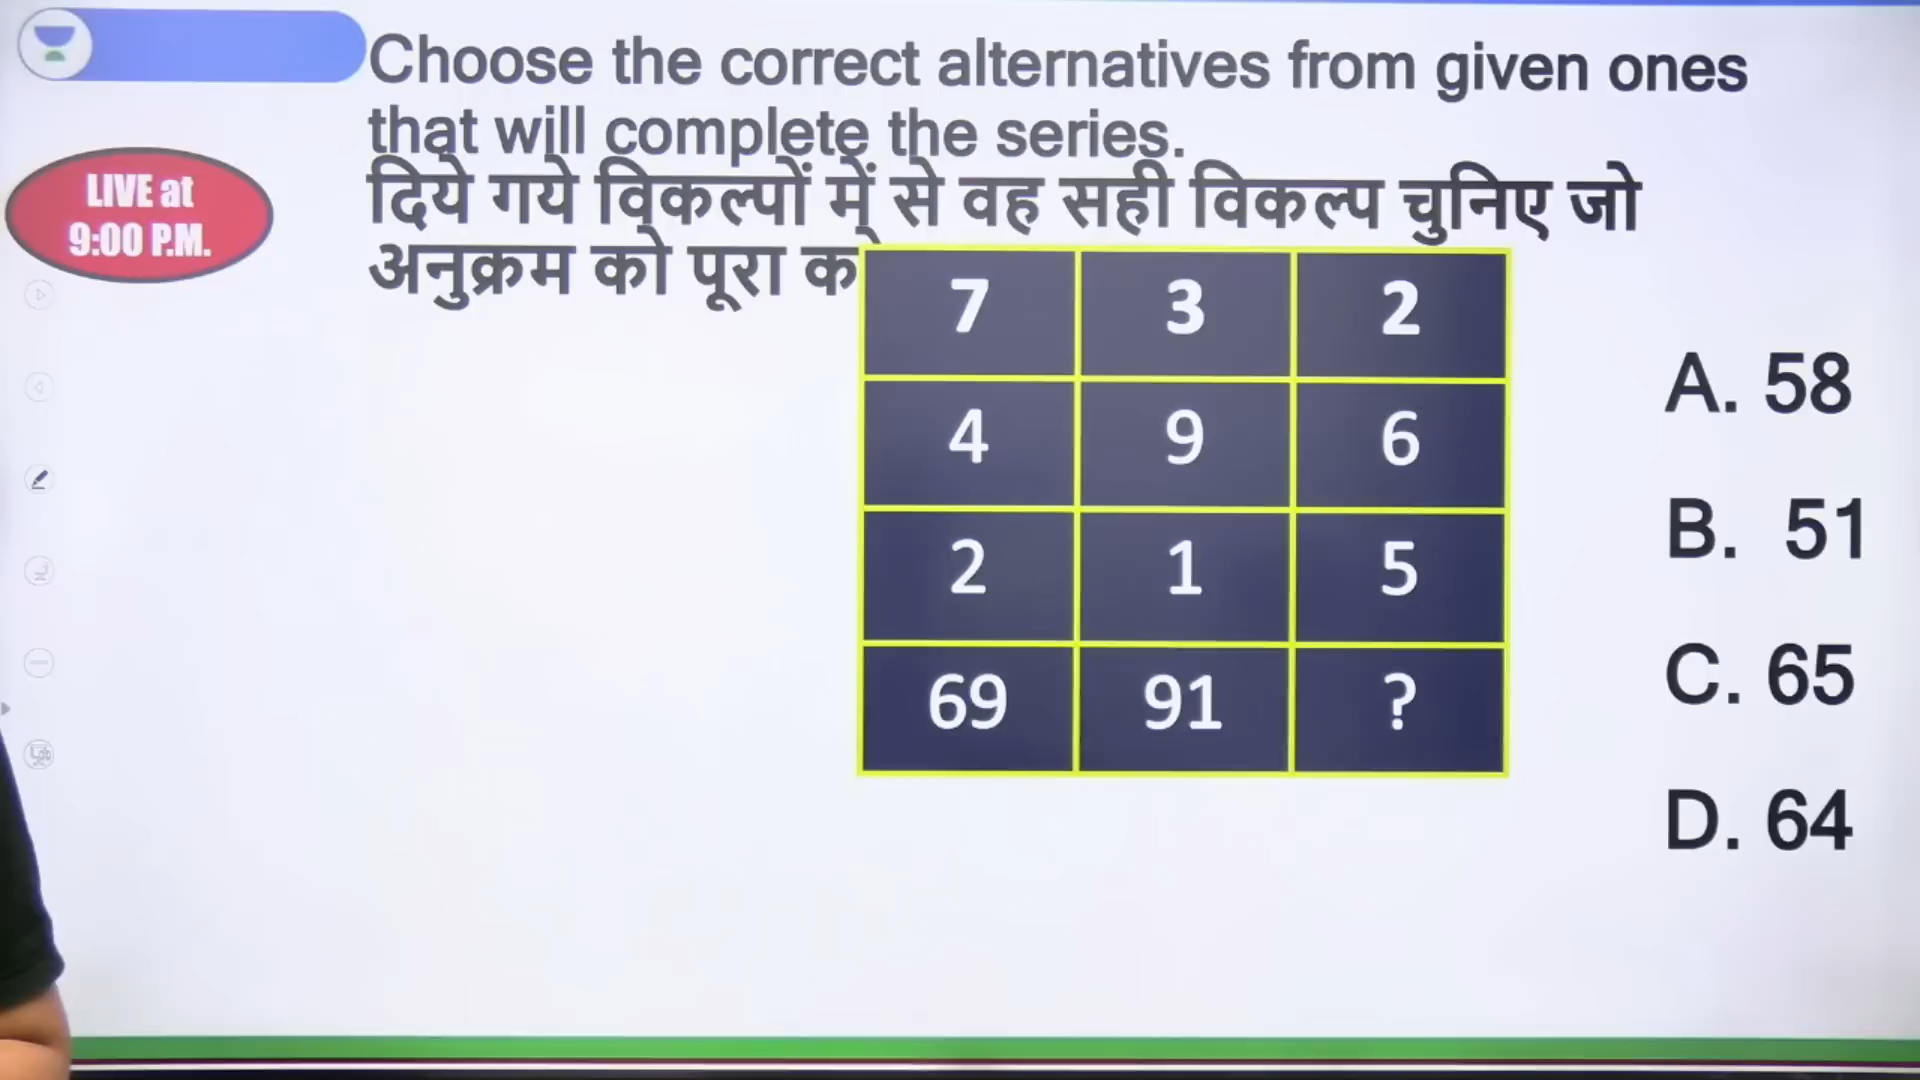 Choose the correct alternatives from given ones
that will complete the series.
दिये गये विकल्पों में से वह सही विकल्प चुनिए जो
अनुक्रम को पूरा क
LIVE at
9:00 P.M.
7 3 2
4 9 6
2 1 5
69 91 ?
A. 58
B. 51
C. 65
D. 64